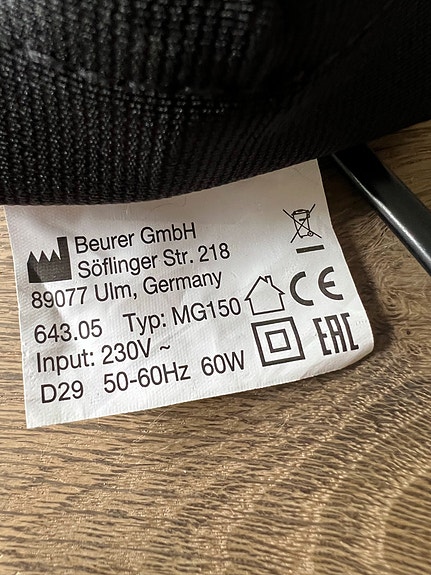 Beurer GmbH
Söflinger Str. 218
89077 Ulm, Germany
643.05 Typ: MG150
Input: 230V ~
D29 50-60Hz 60W
CE
EAC